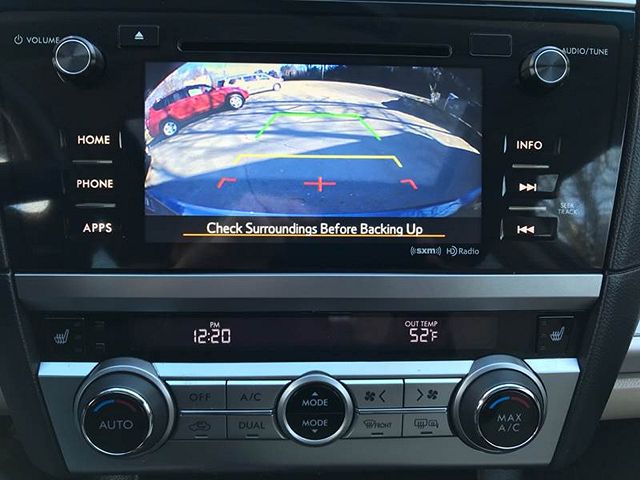 VOLUME
AUDIO/TUNE
HOME
INFO
PHONE
SEEK
TRACK
APPS
Check Surroundings Before Backing Up
((sxm)) HD Radio
PM
12:20
OUT TEMP
52°F
OFF
A/C
MODE
MODE
AUTO
DUAL
FRONT
MAX
A/C